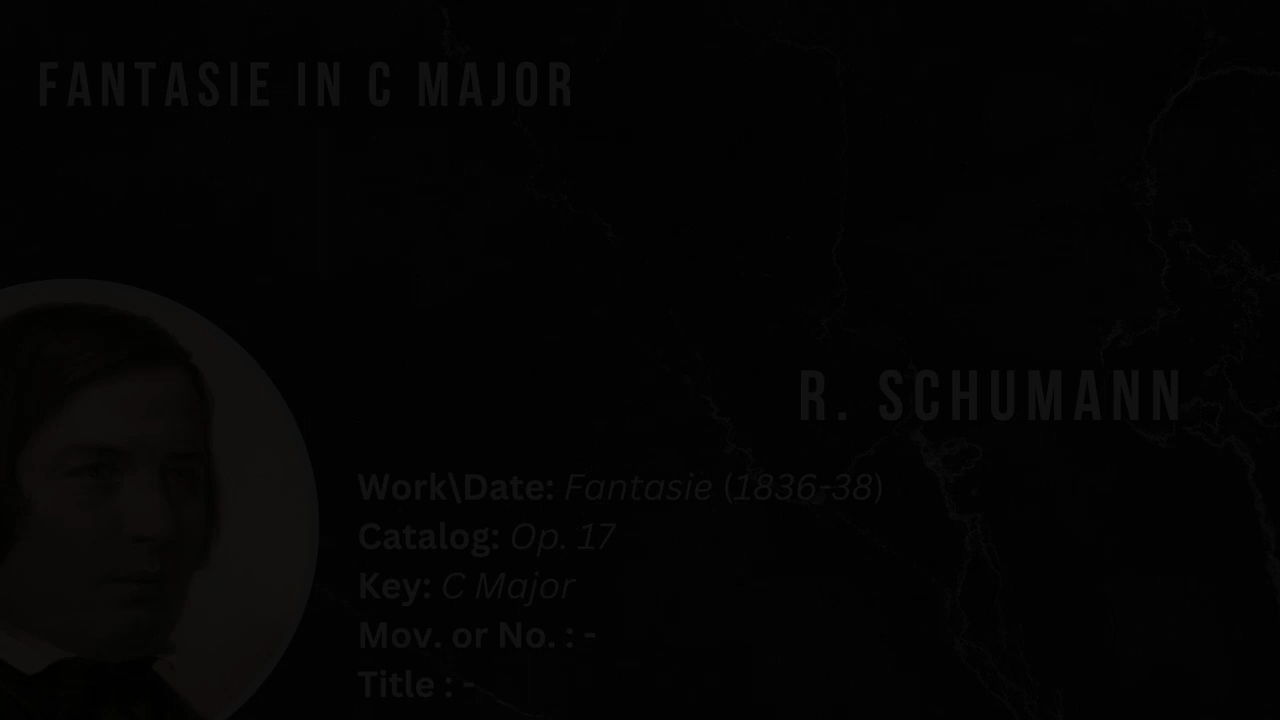 FANTASIE IN C MAJOR
R. SCHUMANN
Work\Date: Fantasie (1836-38)
Catalog: Op. 17
Key: C Major
Mov. or No. : -
Title : -